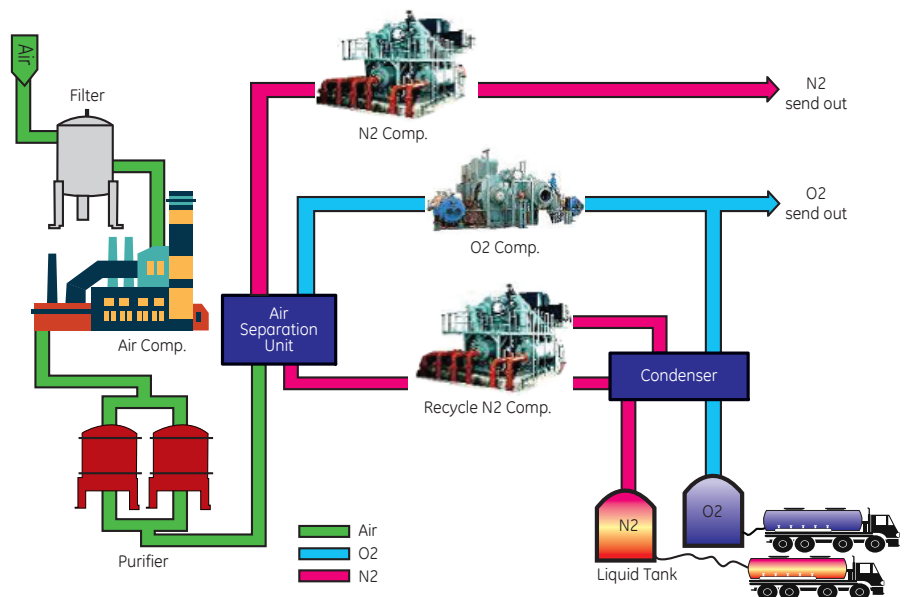 Air
Filter
N2 Comp.
N2
send out
O2 Comp.
O2
send out
Air Comp.
Air
Separation
Unit
Recycle N2 Comp.
Condenser
Purifier
Air
O2
N2
N2
O2
Liquid Tank